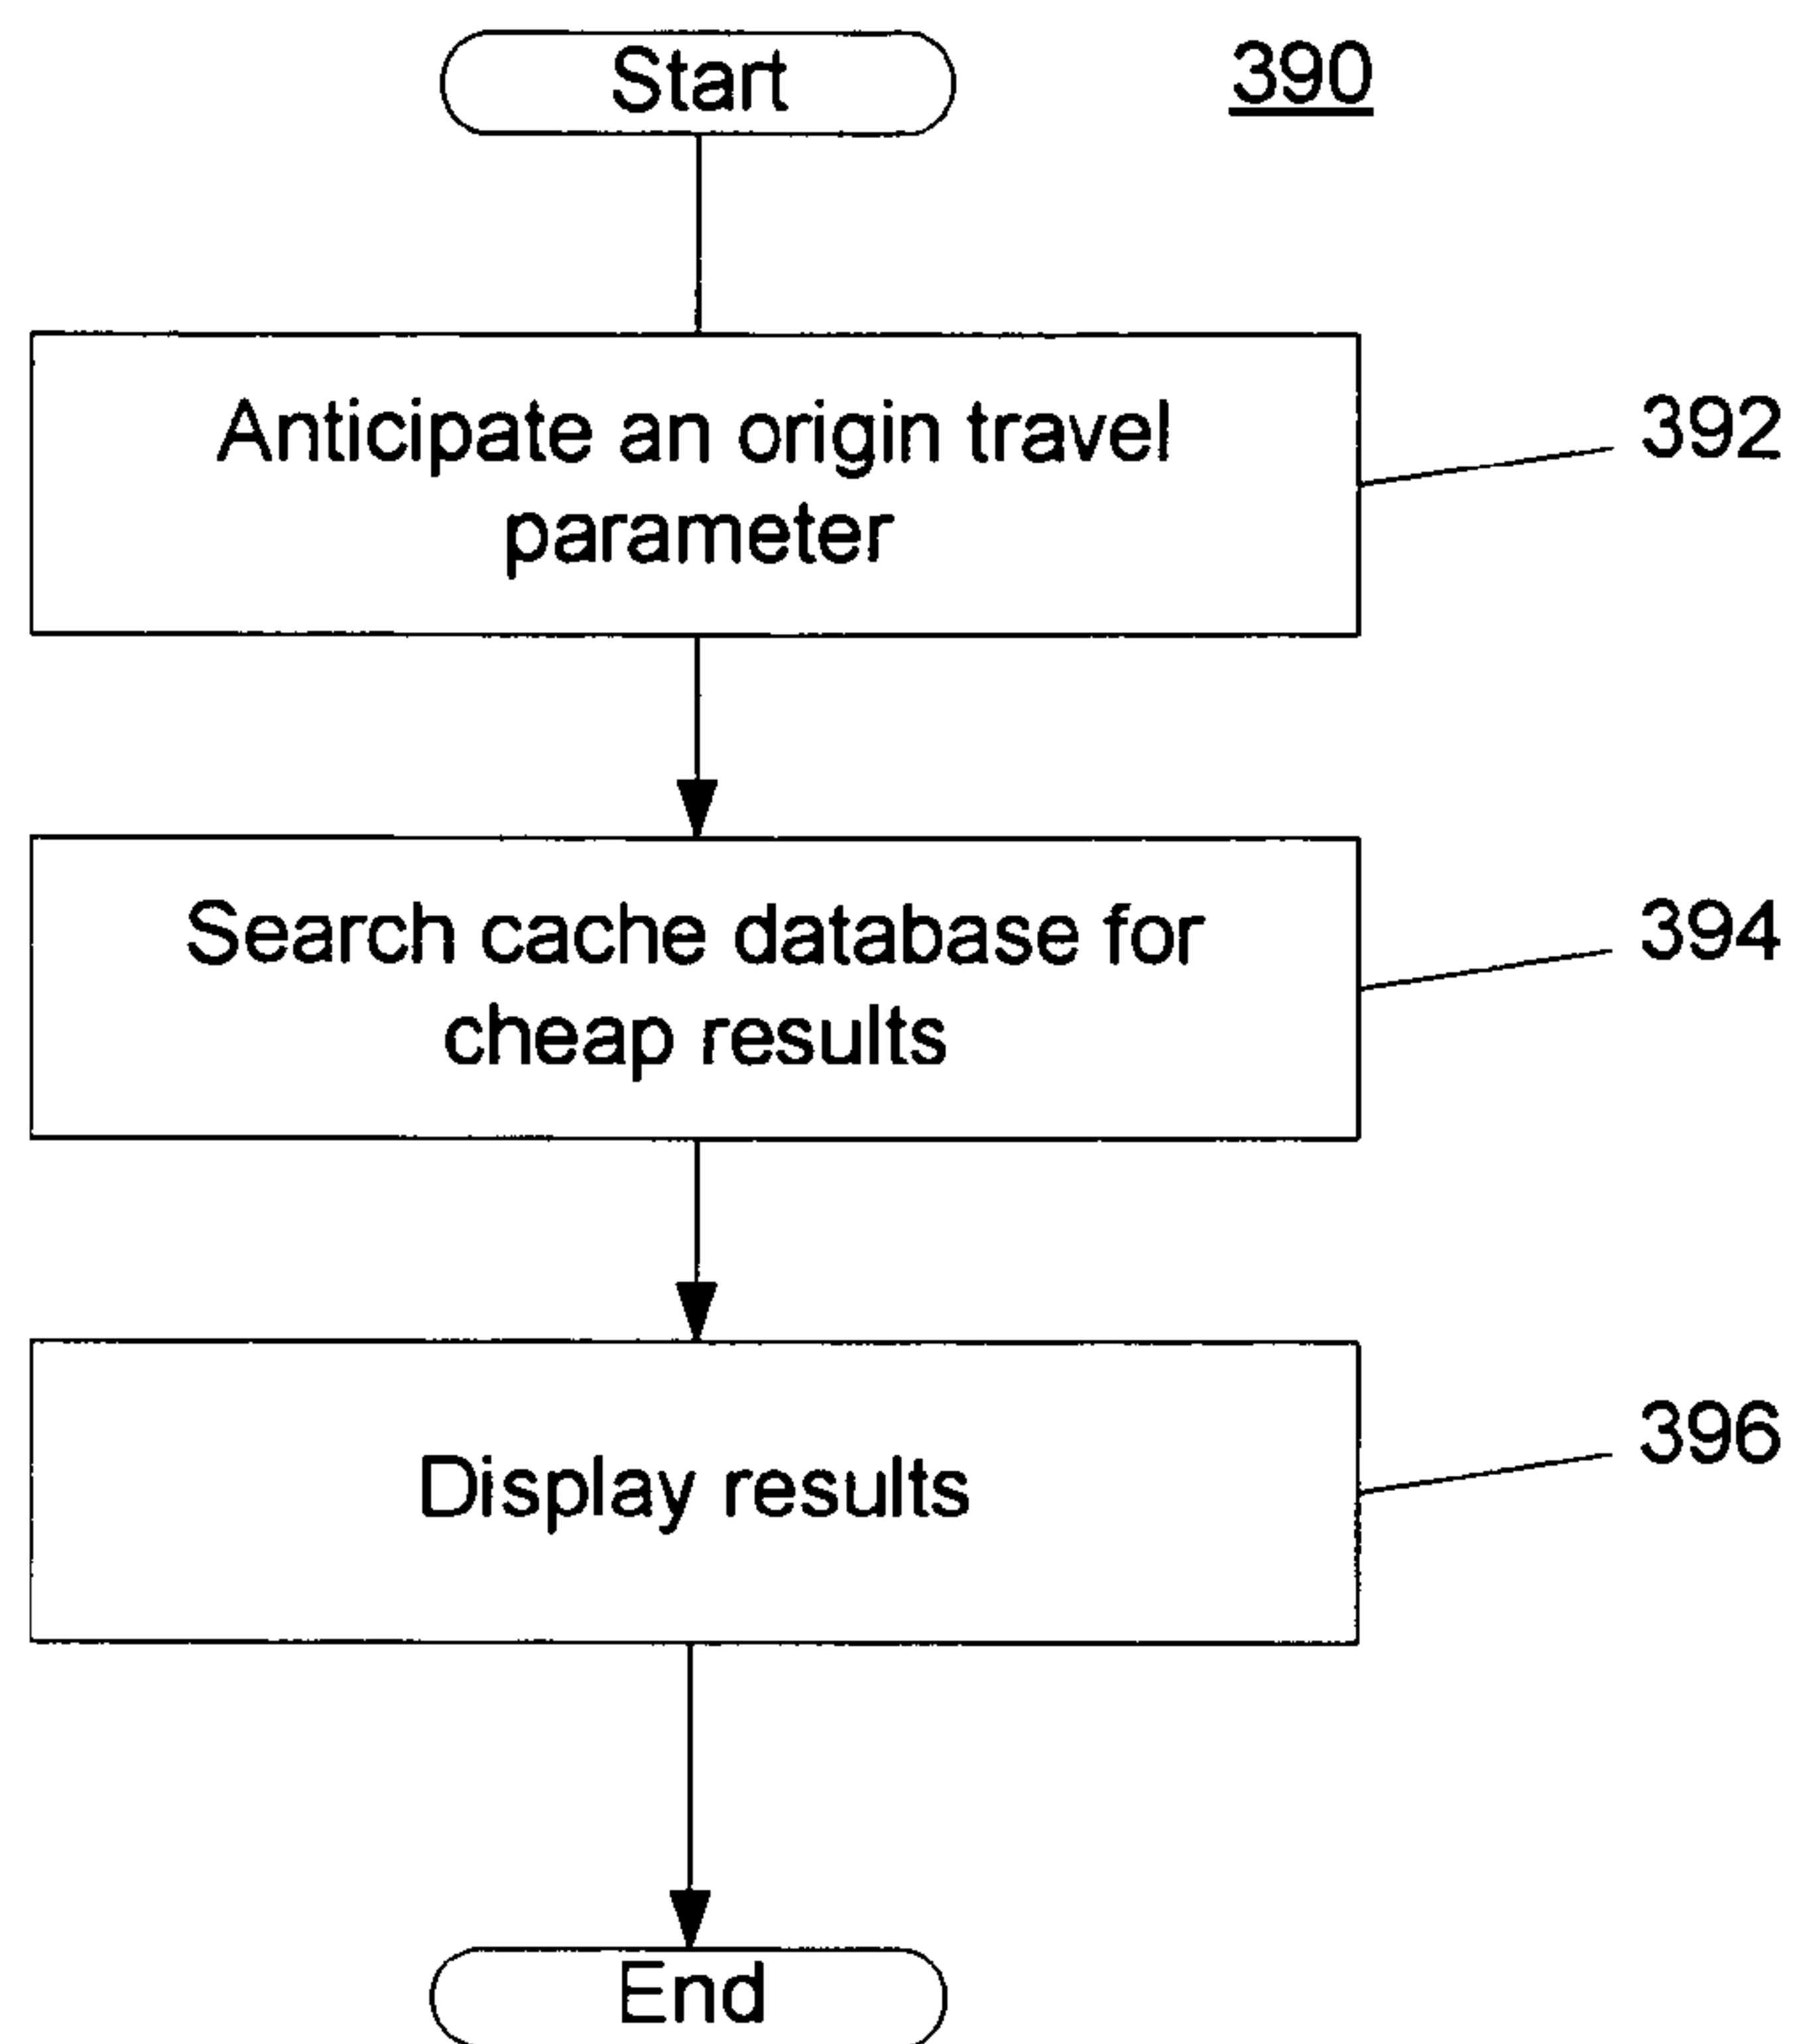 Start
390
Anticipate an origin travel
parameter
392
Search cache database for
cheap results
394
Display results
396
End